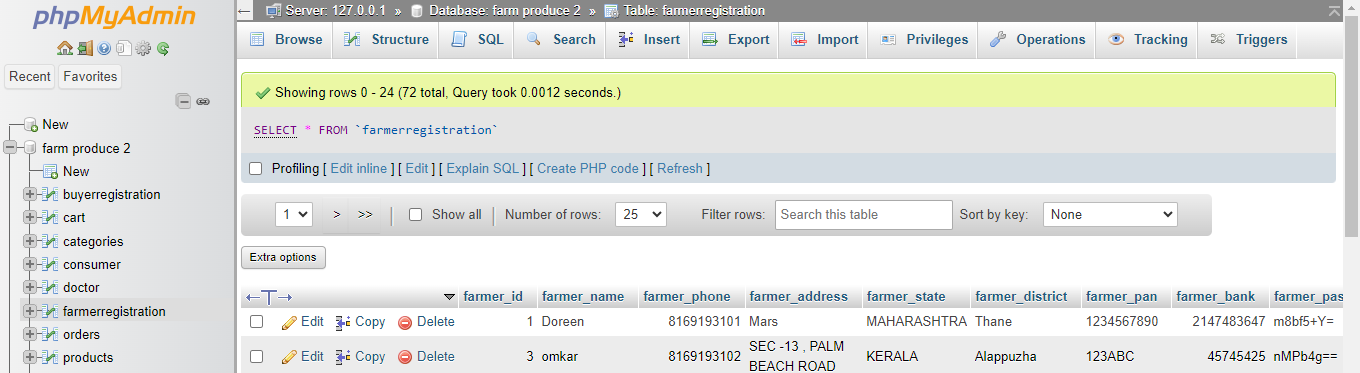 phpMyAdmin
Recent Favorites
New
farm produce 2
New
buyerregistration
cart
categories
consumer
doctor
farmerregistration
orders
products
Server: 127.0.0.1 » Database: farm produce 2 » Table: farmerregistration
Browse Structure SQL Search Insert Export Import Privileges Operations Tracking Triggers
Showing rows 0 - 24 (72 total, Query took 0.0012 seconds.)
SELECT * FROM `farmerregistration`
Profiling [ Edit inline ] [ Edit ] [ Explain SQL ] [ Create PHP code ] [ Refresh ]
1 > >> | Show all | Number of rows: 25 Filter rows: Search this table Sort by key: None
Extra options
farmer_id farmer_name farmer_phone farmer_address farmer_state farmer_district farmer_pan farmer_bank farmer_pas
Edit Copy Delete 1 Doreen 8169193101 Mars MAHARASHTRA Thane 1234567890 2147483647 m8bf5+Y=
Edit Copy Delete 3 omkar 8169193102 SEC -13 , PALM KERALA Alappuzha 123ABC 45745425 nMPb4g==
BEACH ROAD